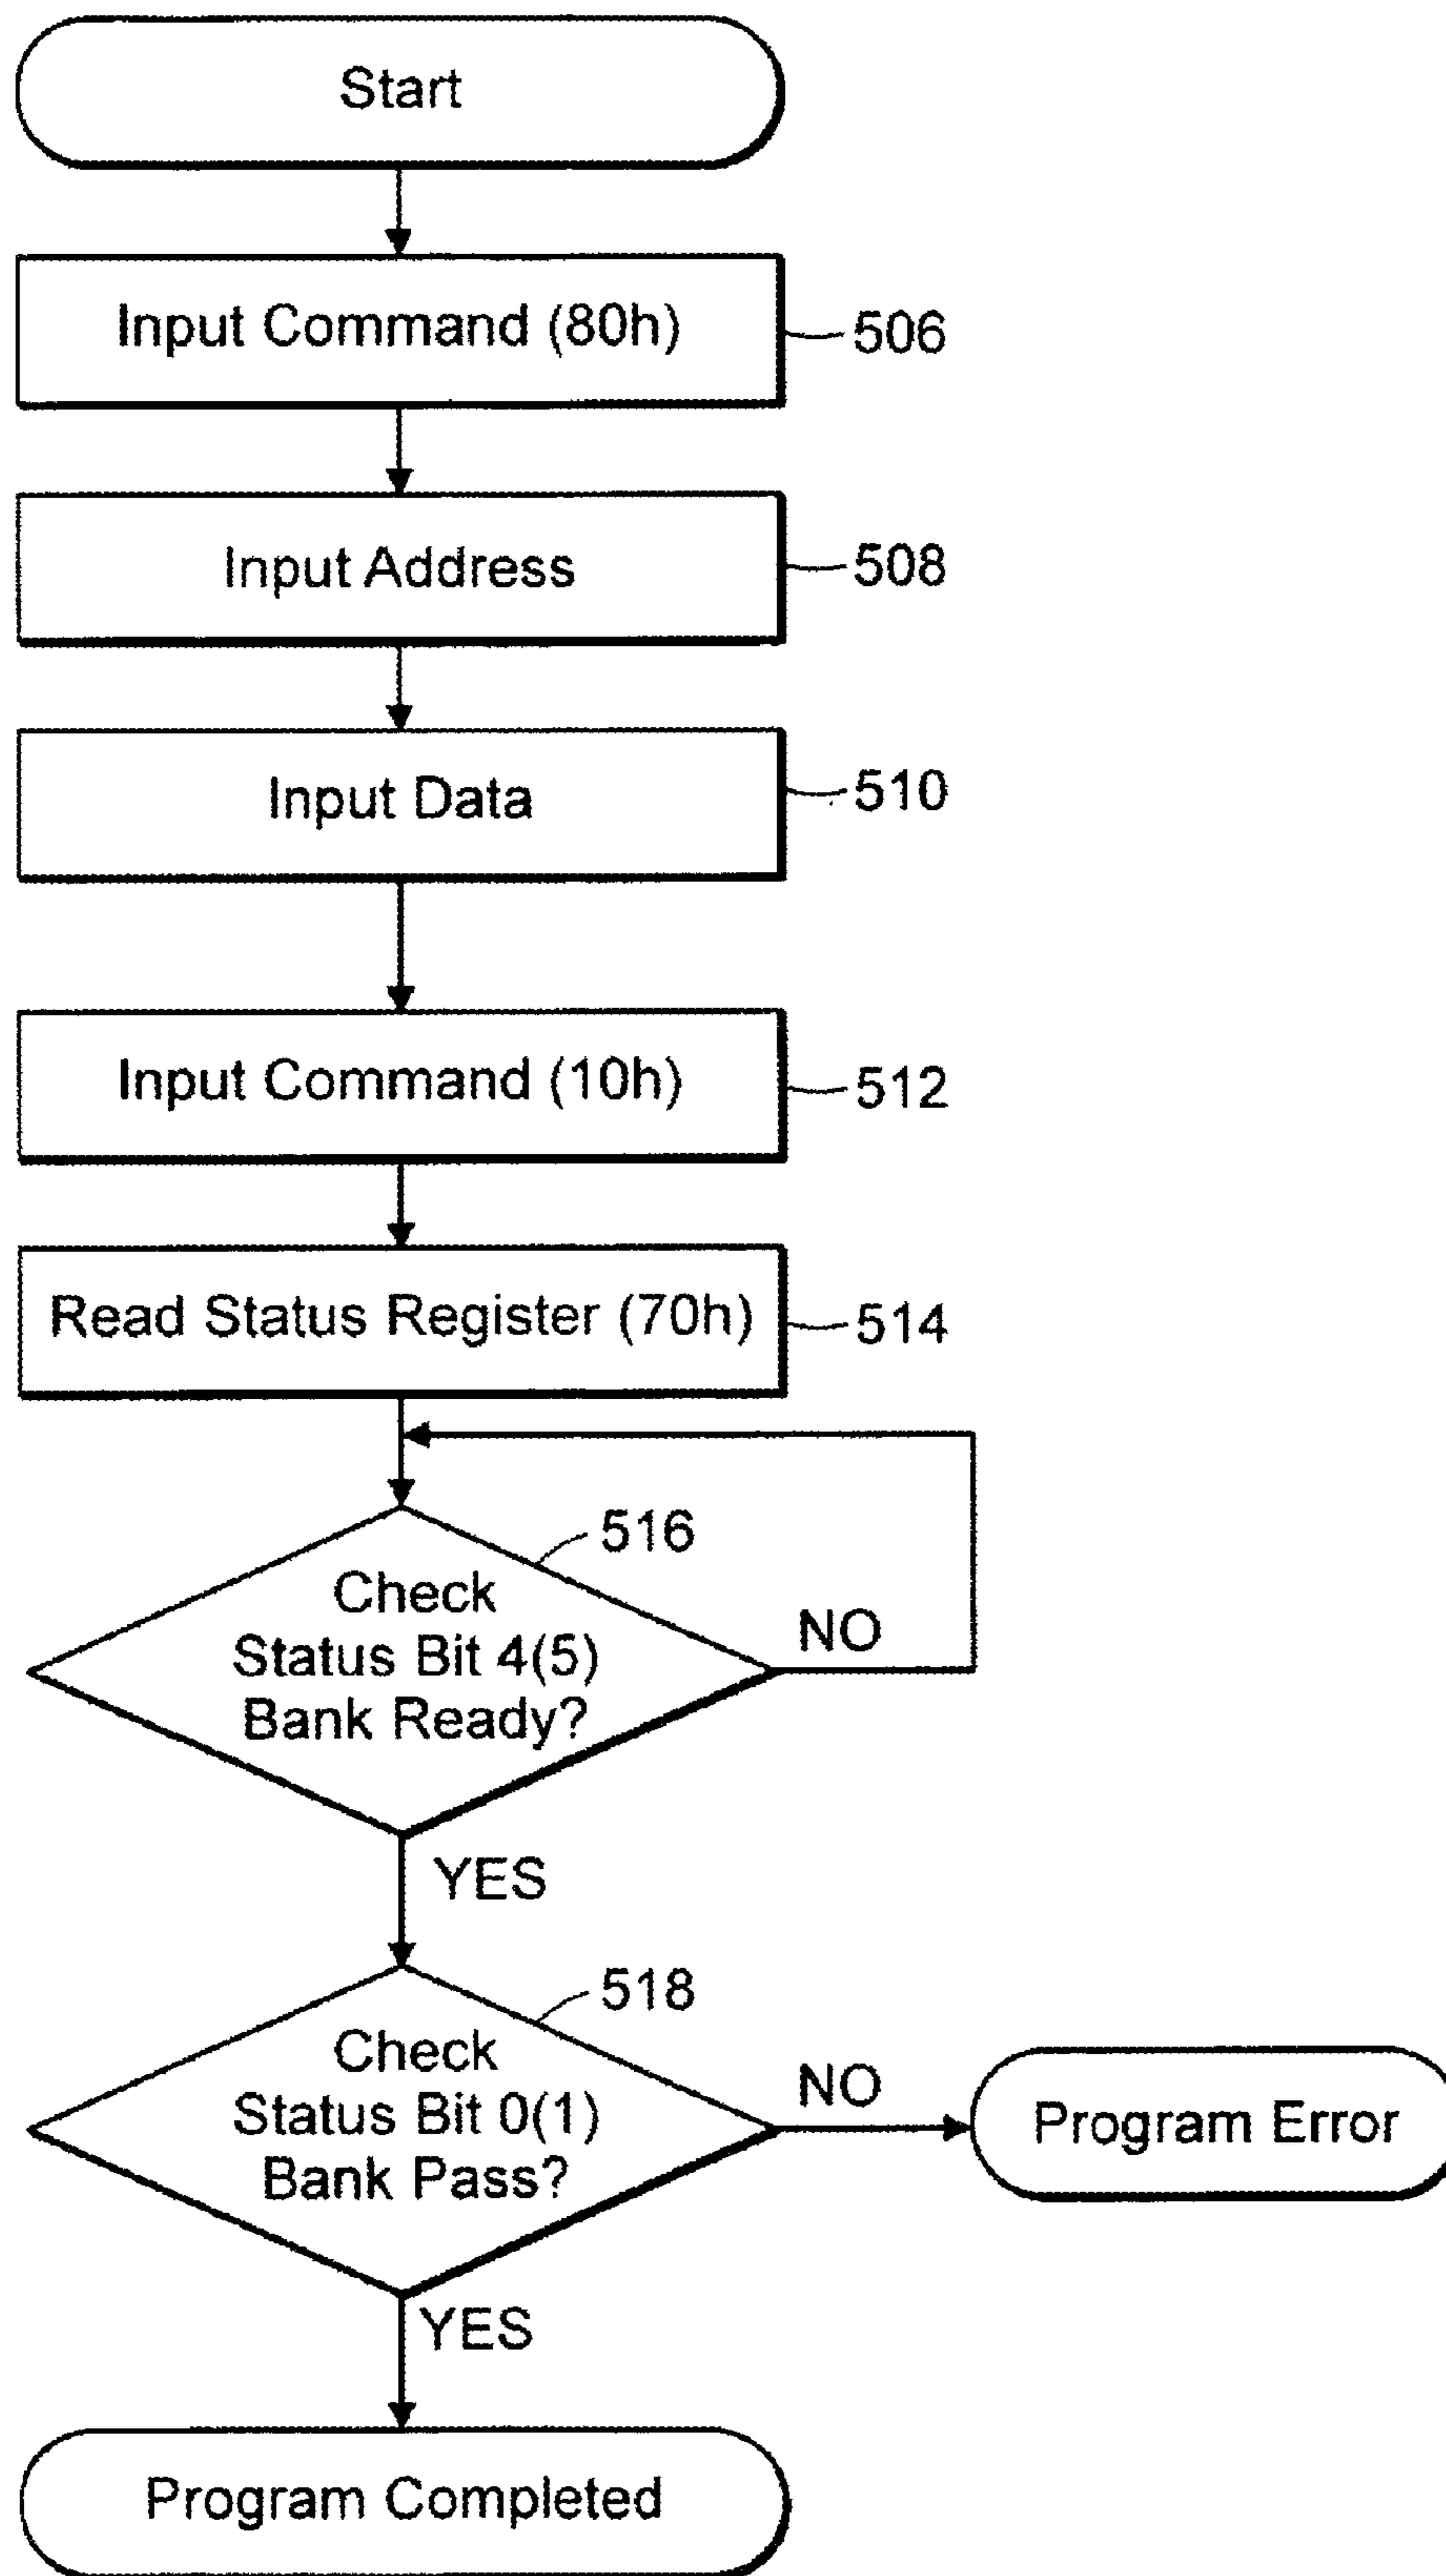 Start
Input Command (80h)
506
Input Address
508
Input Data
510
Input Command (10h)
512
Read Status Register (70h)
514
516
Check
Status Bit 4(5)
Bank Ready?
NO
YES
518
Check
Status Bit 0(1)
Bank Pass?
NO
Program Error
YES
Program Completed